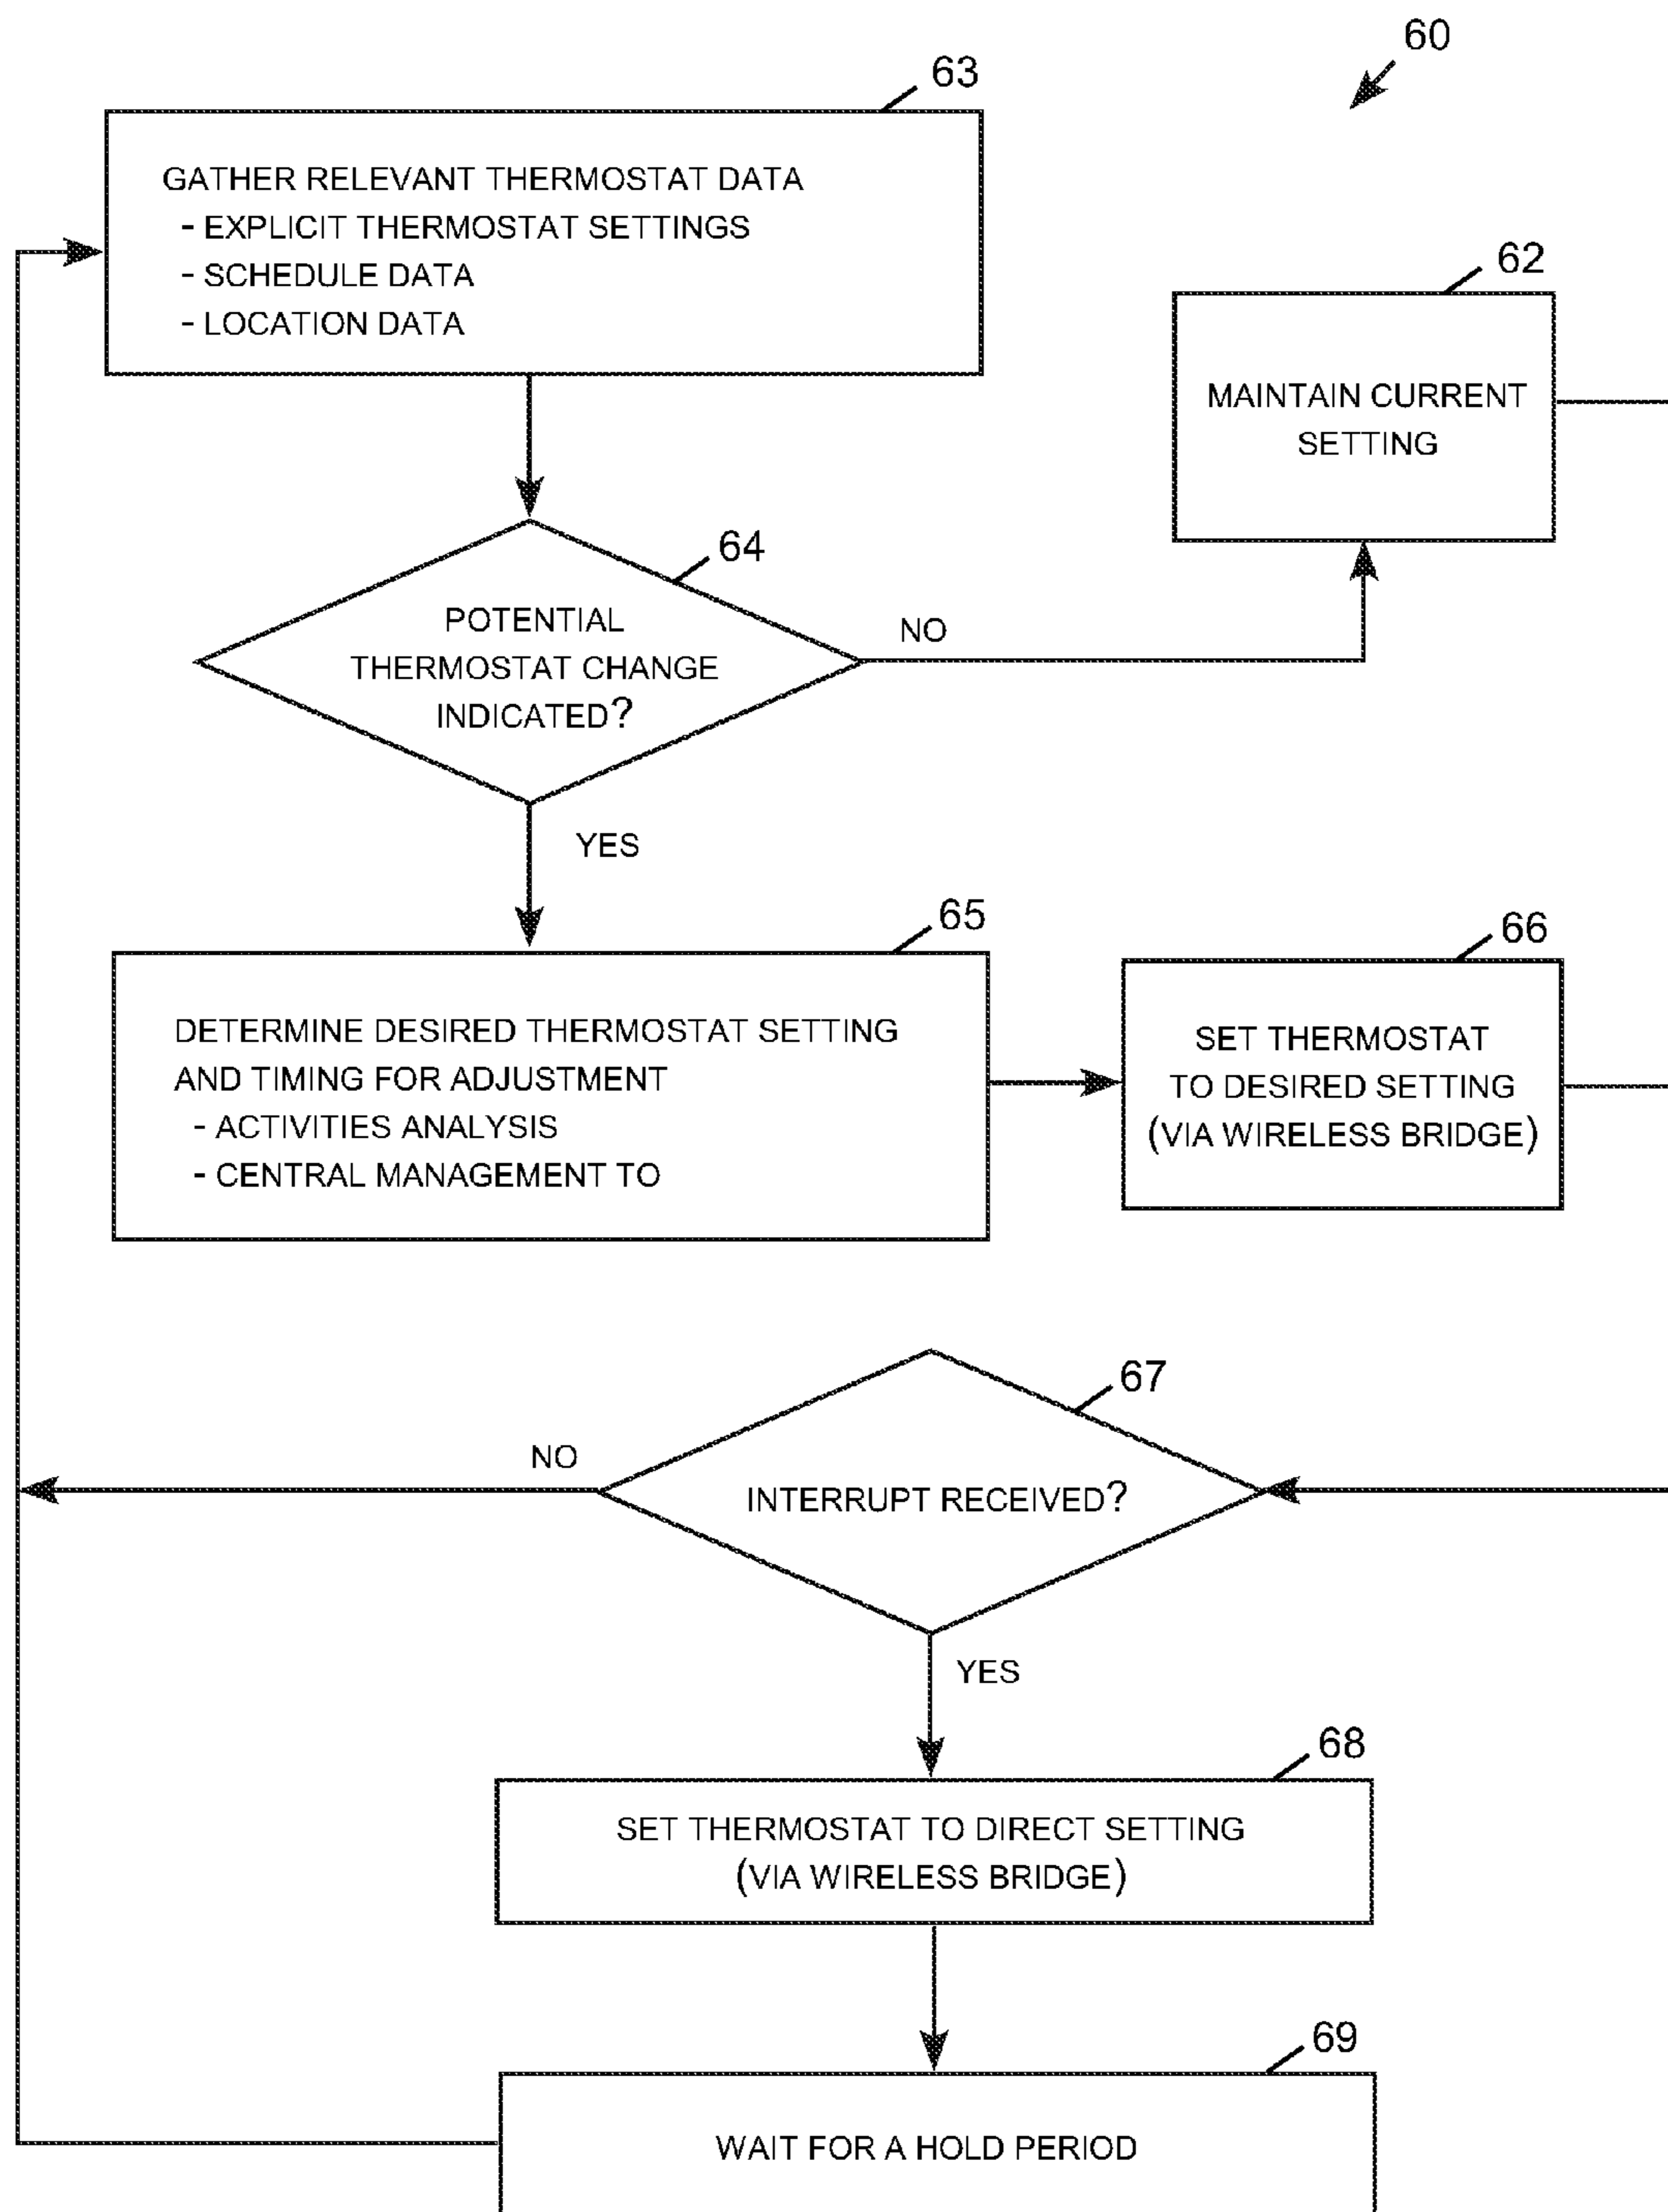 60
63
GATHER RELEVANT THERMOSTAT DATA
- EXPLICIT THERMOSTAT SETTINGS
- SCHEDULE DATA
- LOCATION DATA
62
MAINTAIN CURRENT
SETTING
64
POTENTIAL
THERMOSTAT CHANGE
INDICATED?
NO
YES
65
DETERMINE DESIRED THERMOSTAT SETTING
AND TIMING FOR ADJUSTMENT
- ACTIVITIES ANALYSIS
- CENTRAL MANAGEMENT TO
66
SET THERMOSTAT
TO DESIRED SETTING
(VIA WIRELESS BRIDGE)
67
INTERRUPT RECEIVED?
NO
YES
68
SET THERMOSTAT TO DIRECT SETTING
(VIA WIRELESS BRIDGE)
69
WAIT FOR A HOLD PERIOD